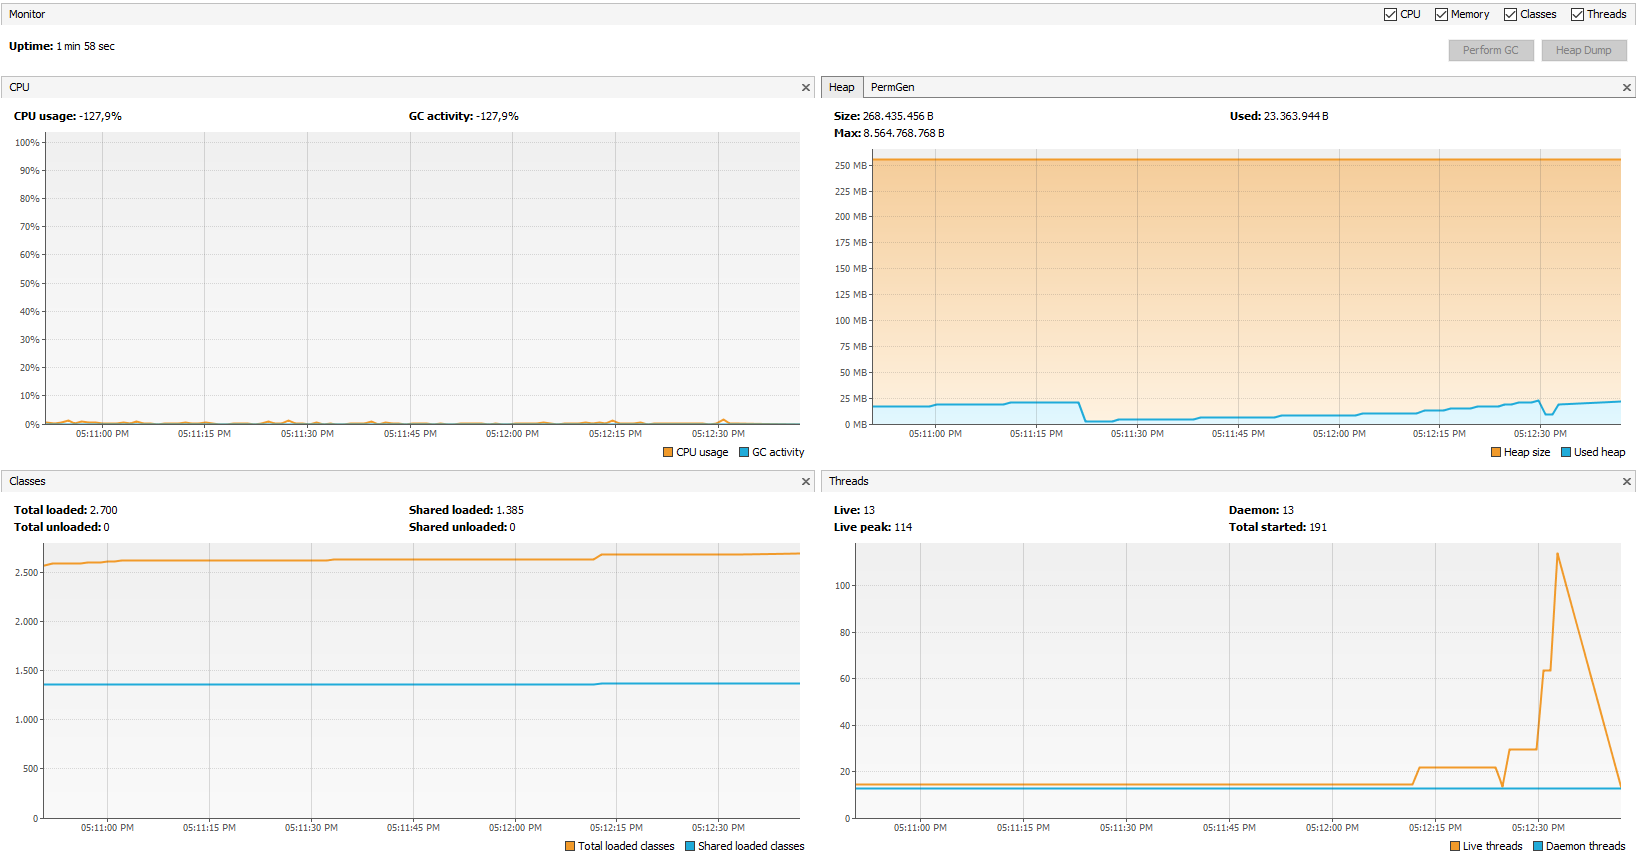 Monitor
CPU Memory Classes Threads
Uptime: 1 min 58 sec
Perform GC Heap Dump
CPU
CPU usage: -127,9% GC activity: -127,9%
100%
90%
80%
70%
60%
50%
40%
30%
20%
10%
0%
05:11:00 PM 05:11:15 PM 05:11:30 PM 05:11:45 PM 05:12:00 PM 05:12:15 PM 05:12:30 PM
CPU usage GC activity
Heap PermGen
Size: 268.435.456 B Used: 23.363.944 B
Max: 8.564.768.768 B
250 MB
225 MB
200 MB
175 MB
150 MB
125 MB
100 MB
75 MB
50 MB
25 MB
0 MB
05:11:00 PM 05:11:15 PM 05:11:30 PM 05:11:45 PM 05:12:00 PM 05:12:15 PM 05:12:30 PM
Heap size Used heap
Classes
Total loaded: 2.700 Shared loaded: 1.385
Total unloaded: 0 Shared unloaded: 0
2.500
2.000
1.500
1.000
500
0
05:11:00 PM 05:11:15 PM 05:11:30 PM 05:11:45 PM 05:12:00 PM 05:12:15 PM 05:12:30 PM
Total loaded classes Shared loaded classes
Threads
Live: 13 Daemon: 13
Live peak: 114 Total started: 191
100
80
60
40
20
0
05:11:00 PM 05:11:15 PM 05:11:30 PM 05:11:45 PM 05:12:00 PM 05:12:15 PM 05:12:30 PM
Live threads Daemon threads